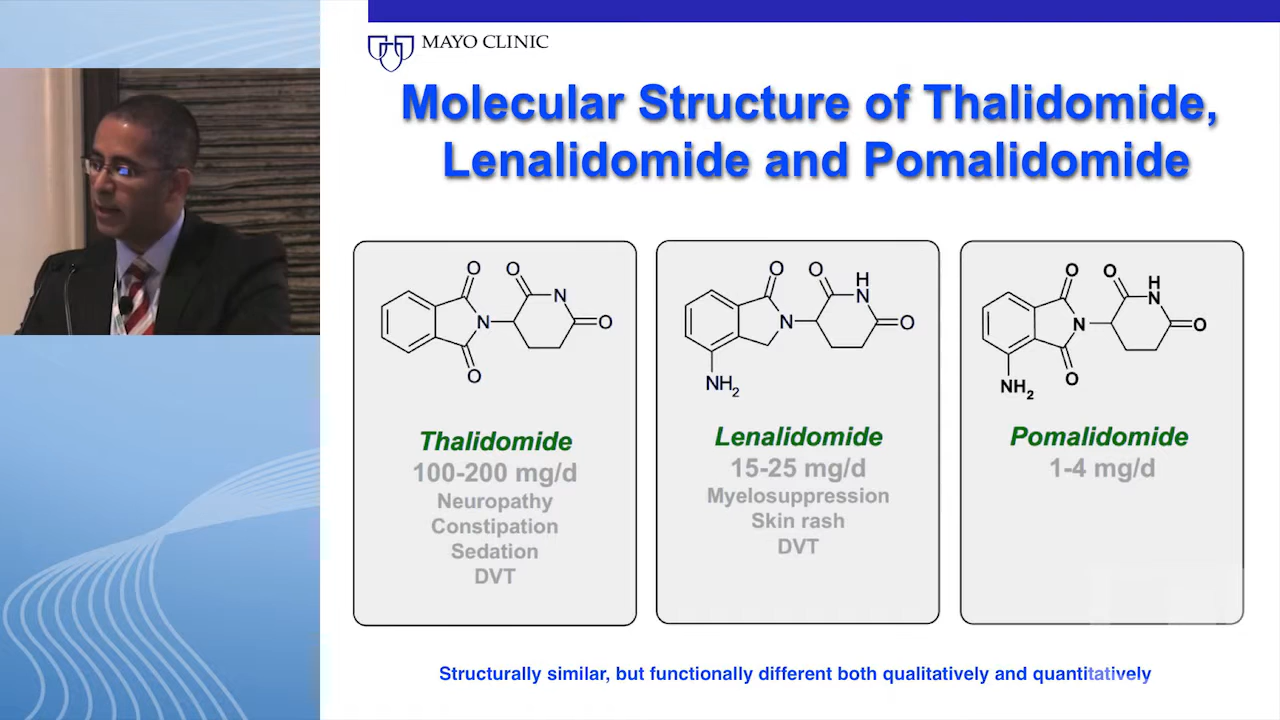 MAYO CLINIC
Molecular Structure of Thalidomide,
Lenalidomide and Pomalidomide
O O
N
N O
O
NH₂
O O H
N
N O
NH₂
O O H
N
N O
O
Thalidomide
100-200 mg/d
Neuropathy
Constipation
Sedation
DVT
Lenalidomide
15-25 mg/d
Myelosuppression
Skin rash
DVT
Pomalidomide
1-4 mg/d
Structurally similar, but functionally different both qualitatively and quantitatively